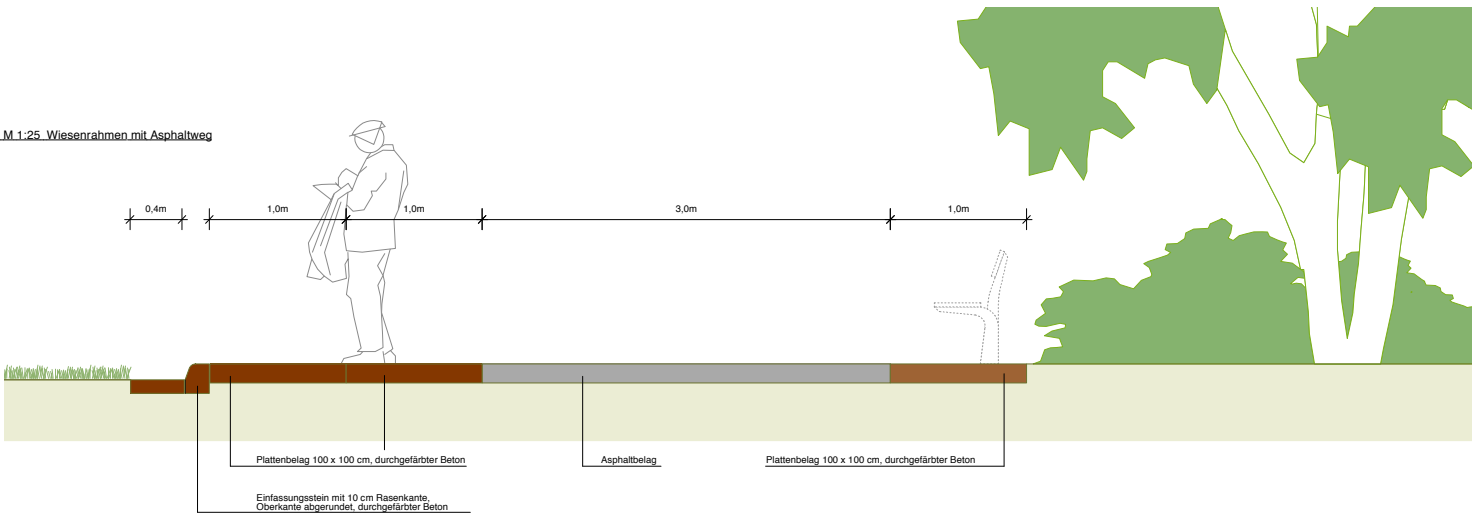 M 1:25 Wiesenrahmen mit Asphaltweg
0,4m
1,0m
1,0m
3,0m
1,0m
Plattenbelag 100 x 100 cm, durchgefärbter Beton
Asphaltbelag
Plattenbelag 100 x 100 cm, durchgefärbter Beton
Einfassungsstein mit 10 cm Rasenkante,
Oberkante abgerundet, durchgefärbter Beton